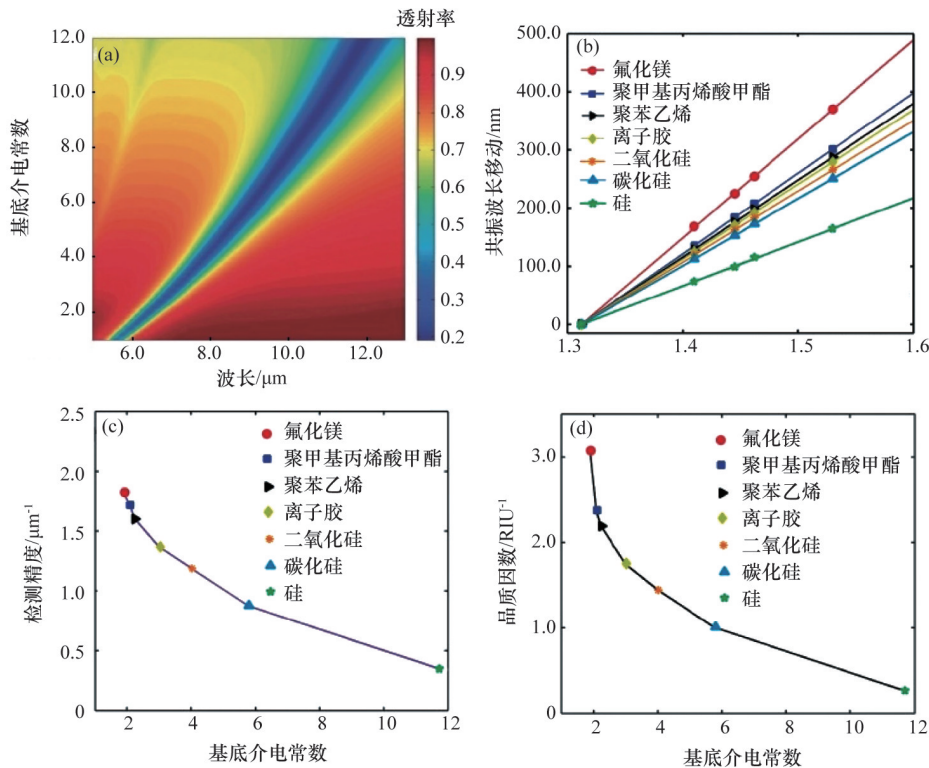 透射率
(a)
12.0
10.0
8.0
6.0
4.0
2.0
基底介电常数
6.0 8.0 10.0 12.0
波长/μm
0.9
0.8
0.7
0.6
0.5
0.4
0.3
0.2
(b)
500.0
400.0
300.0
200.0
100.0
0
共振波长移动/nm
氟化镁
聚甲基丙烯酸甲酯
聚苯乙烯
离子胶
二氧化硅
碳化硅
硅
1.3 1.4 1.5 1.6
(c)
2.5
2.0
1.5
1.0
0.5
0
检测精度/μm⁻¹
氟化镁
聚甲基丙烯酸甲酯
聚苯乙烯
离子胶
二氧化硅
碳化硅
硅
2 4 6 8 10 12
基底介电常数
(d)
3.0
2.0
1.0
0.0
品质因数/RIU⁻¹
氟化镁
聚甲基丙烯酸甲酯
聚苯乙烯
离子胶
二氧化硅
碳化硅
硅
2 4 6 8 10 12
基底介电常数